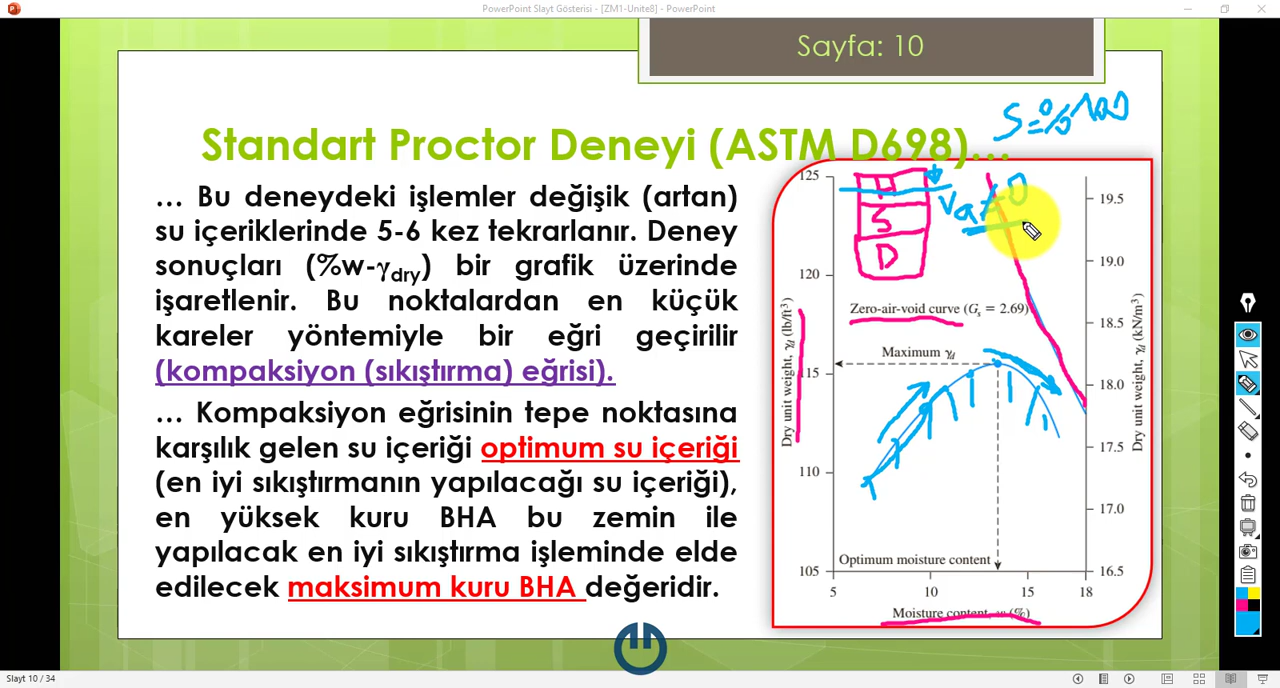 PowerPoint Slayt Gösterisi - [ZM1-Unite8] - PowerPoint
Sayfa: 10
S=%100
Standart Proctor Deneyi (ASTM D698)…
… Bu deneydeki işlemler değişik (artan)
su içeriklerinde 5-6 kez tekrarlanır. Deney
sonuçları (%w-γdry) bir grafik üzerinde
işaretlenir. Bu noktalardan en küçük
kareler yöntemiyle bir eğri geçirilir
(kompaksiyon (sıkıştırma) eğrisi).
… Kompaksiyon eğrisinin tepe noktasına
karşılık gelen su içeriği optimum su içeriği
(en iyi sıkıştırmanın yapılacağı su içeriği),
en yüksek kuru BHA bu zemin ile
yapılacak en iyi sıkıştırma işleminde elde
edilecek maksimum kuru BHA değeridir.
125
120
115
110
105
Dry unit weight, γd (lb/ft³)
H
S
D
Va
0
Zero-air-void curve (Gs = 2.69)
Maximum γd
Optimum moisture content
19.5
19.0
18.5
18.0
17.5
17.0
16.5
Dry unit weight, γd (kN/m³)
5
10
15
18
Moisture content, w (%)
Slayt 10 / 34